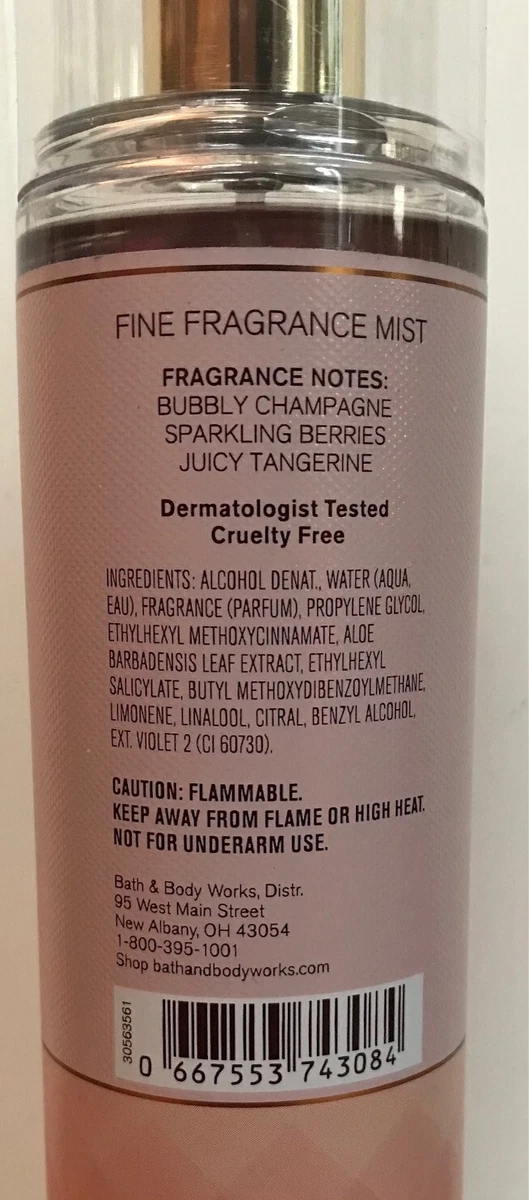 FINE FRAGRANCE MIST
FRAGRANCE NOTES:
BUBBLY CHAMPAGNE
SPARKLING BERRIES
JUICY TANGERINE
Dermatologist Tested
Cruelty Free
INGREDIENTS: ALCOHOL DENAT., WATER (AQUA,
EAU), FRAGRANCE (PARFUM), PROPYLENE GLYCOL,
ETHYLHEXYL METHOXYCINNAMATE, ALOE
BARBADENSIS LEAF EXTRACT, ETHYLHEXYL
SALICYLATE, BUTYL METHOXYDIBENZOYLMETHANE,
LIMONENE, LINALOOL, CITRAL, BENZYL ALCOHOL,
EXT. VIOLET 2 (CI 60730).
CAUTION: FLAMMABLE.
KEEP AWAY FROM FLAME OR HIGH HEAT.
NOT FOR UNDERARM USE.
Bath & Body Works, Distr.
95 West Main Street
New Albany, OH 43054
1-800-395-1001
Shop bathandbodyworks.com
30563561
0 667553 743084